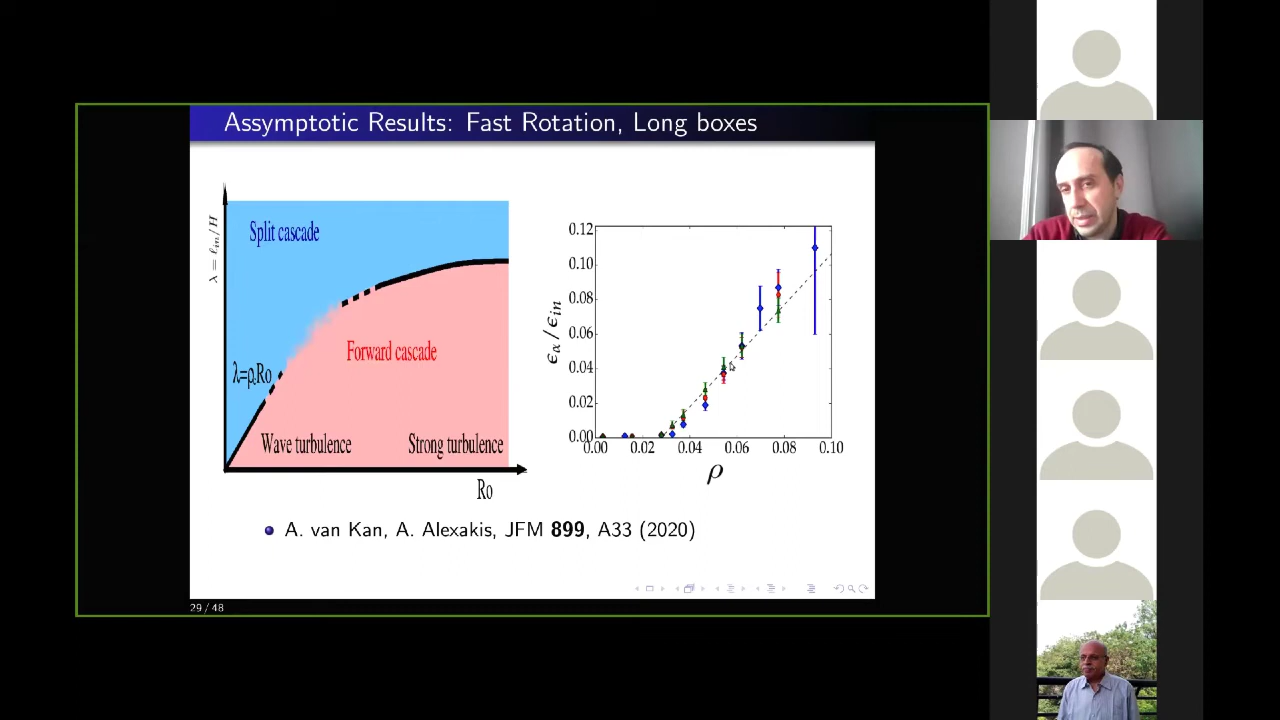 Assymptotic Results: Fast Rotation, Long boxes
λ = ℓin/H
Split cascade
Forward cascade
λ=ρcRo
Wave turbulence
Strong turbulence
Ro
0.12
0.10
0.08
0.06
0.04
0.02
0.00
ϵα/ϵin
0.00 0.02 0.04 0.06 0.08 0.10
ρ
A. van Kan, A. Alexakis, JFM 899, A33 (2020)
29 / 48